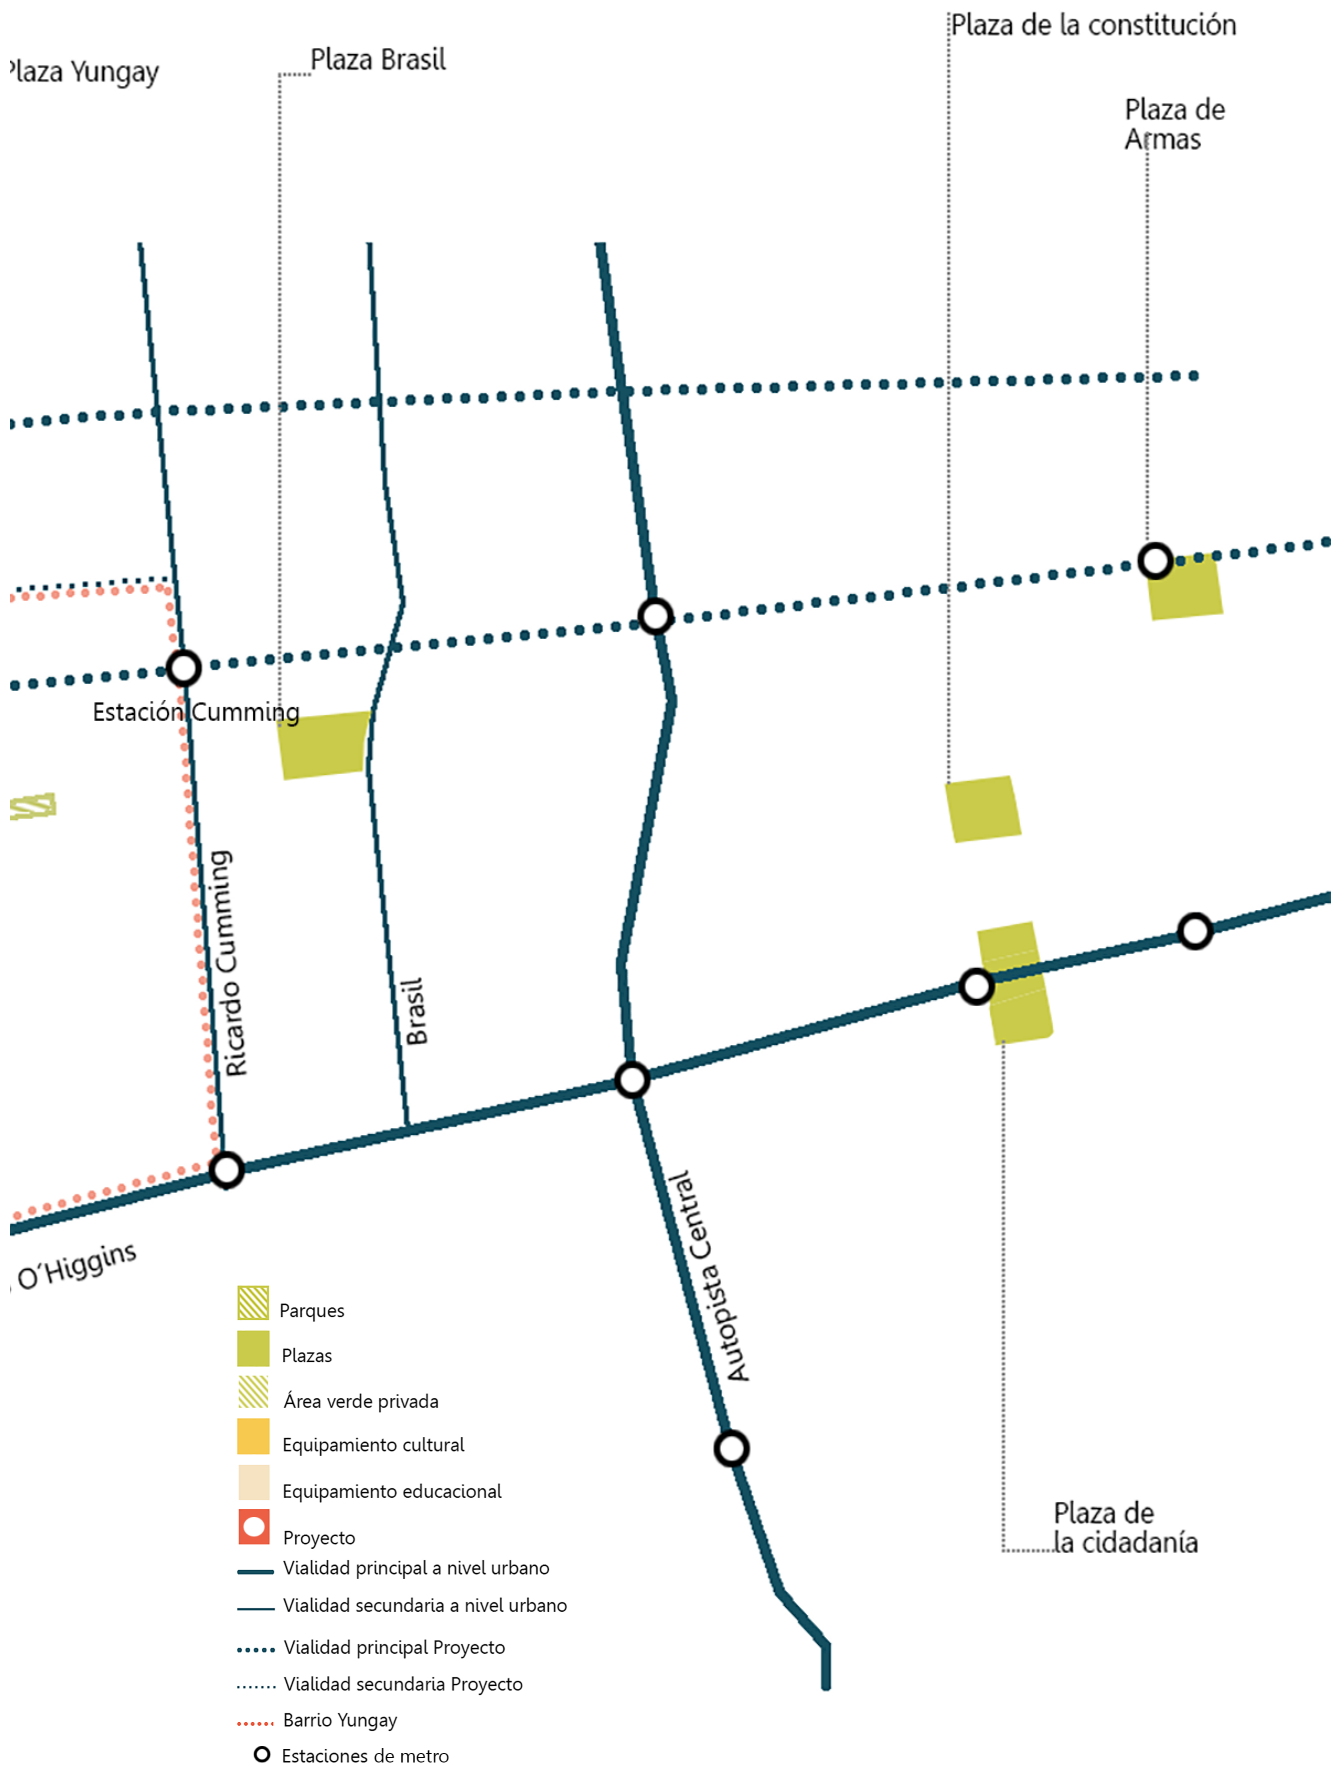 Plaza de la constitución
Plaza Brasil
Plaza Yungay
Plaza de
Armas
Estación Cumming
Ricardo Cumming
Brasil
O´Higgins
Autopista Central
Parques
Plazas
Área verde privada
Equipamiento cultural
Equipamiento educacional
Proyecto
Vialidad principal a nivel urbano
Vialidad secundaria a nivel urbano
Vialidad principal Proyecto
Vialidad secundaria Proyecto
Barrio Yungay
Estaciones de metro
Plaza de
la cidadanía